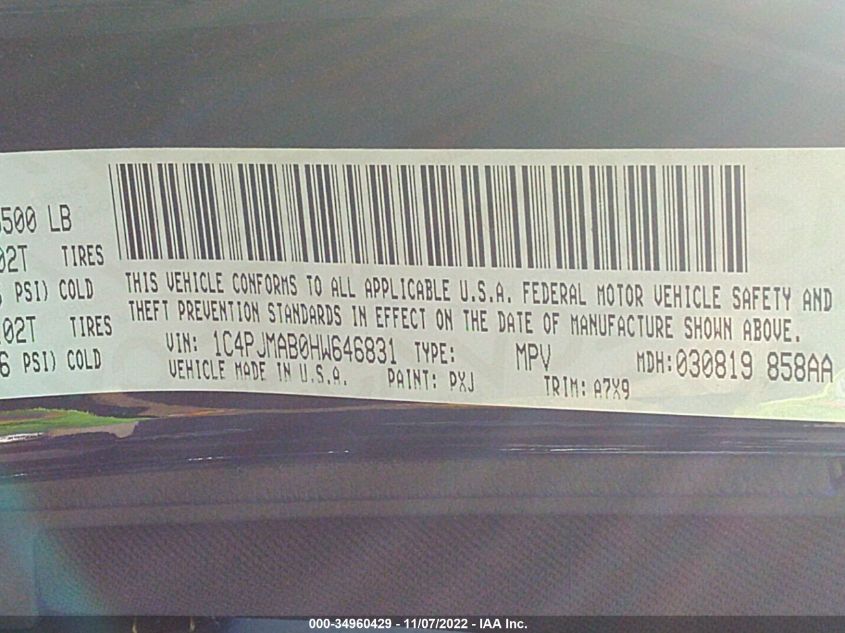 500 LB
02T TIRES
PSI) COLD
02T TIRES
6 PSI) COLD
THIS VEHICLE CONFORMS TO ALL APPLICABLE U.S.A. FEDERAL MOTOR VEHICLE SAFETY AND
THEFT PREVENTION STANDARDS IN EFFECT ON THE DATE OF MANUFACTURE SHOWN ABOVE.
VIN: 1C4PJMAB0HW646831 TYPE: MPV MDH:030819 858AA
VEHICLE MADE IN U.S.A. PAINT: PXJ TRIM: A7X9
000-34960429 - 11/07/2022 - IAA Inc.